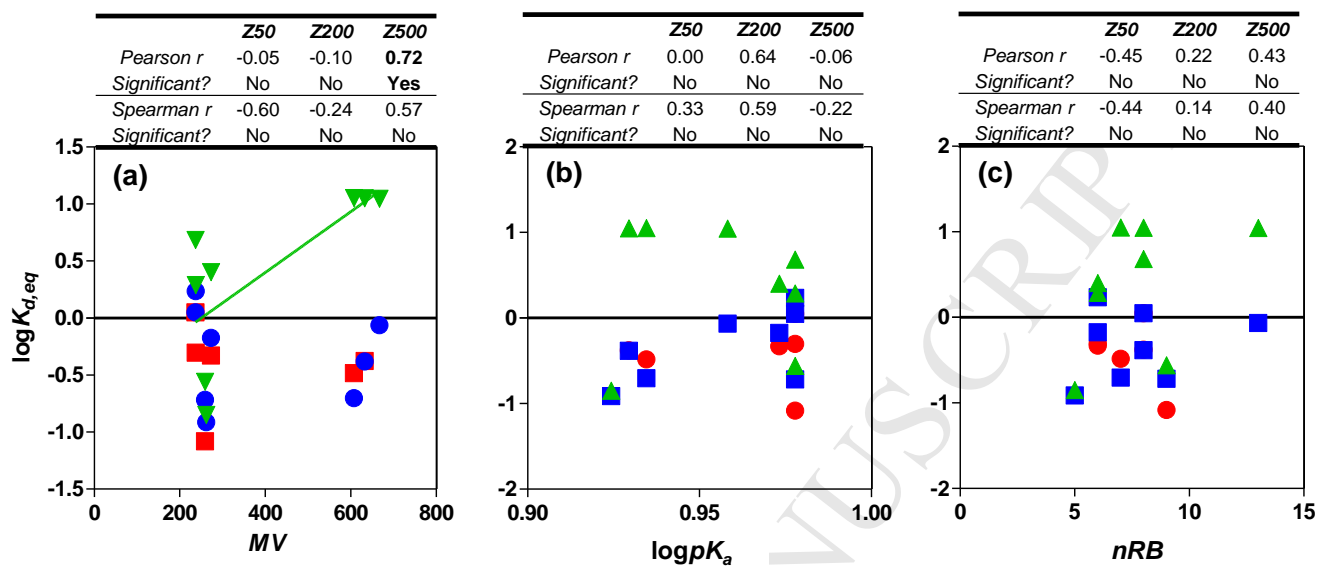 Z50 Z200 Z500
Pearson r -0.05 -0.10 0.72
Significant? No No Yes
Spearman r -0.60 -0.24 0.57
Significant? No No No
Z50 Z200 Z500
Pearson r 0.00 0.64 -0.06
Significant? No No No
Spearman r 0.33 0.59 -0.22
Significant? No No No
Z50 Z200 Z500
Pearson r -0.45 0.22 0.43
Significant? No No No
Spearman r -0.44 0.14 0.40
Significant? No No No
(a)
1.5
1.0
0.5
0.0
-0.5
-1.0
-1.5
logKd,eq
0 200 400 600 800
MV
(b)
2
1
0
-1
-2
0.90 0.95 1.00
logpKa
(c)
2
1
0
-1
-2
0 5 10 15
nRB
NUSCRIP